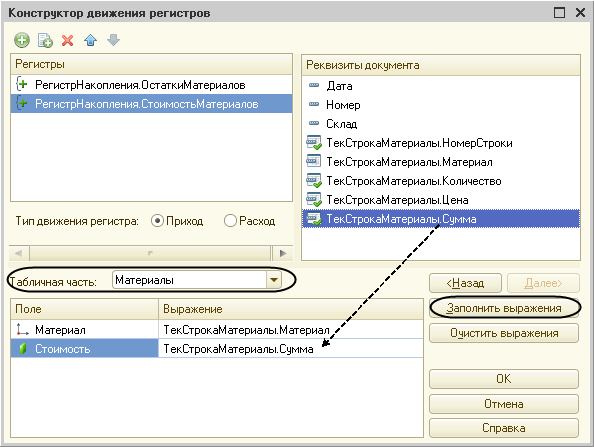 Конструктор движения регистров
Регистры
РегистрНакопления.ОстаткиМатериалов
РегистрНакопления.СтоимостьМатериалов
Тип движения регистра:
Приход
Расход
Реквизиты документа
Дата
Номер
Склад
ТекСтрокаМатериалы.НомерСтроки
ТекСтрокаМатериалы.Материал
ТекСтрокаМатериалы.Количество
ТекСтрокаМатериалы.Цена
ТекСтрокаМатериалы.Сумма
Табличная часть:
Материалы
<Назад
Далее>
Поле
Выражение
Материал
ТекСтрокаМатериалы.Материал
Стоимость
ТекСтрокаМатериалы.Сумма
Заполнить выражения
Очистить выражения
OK
Отмена
Справка